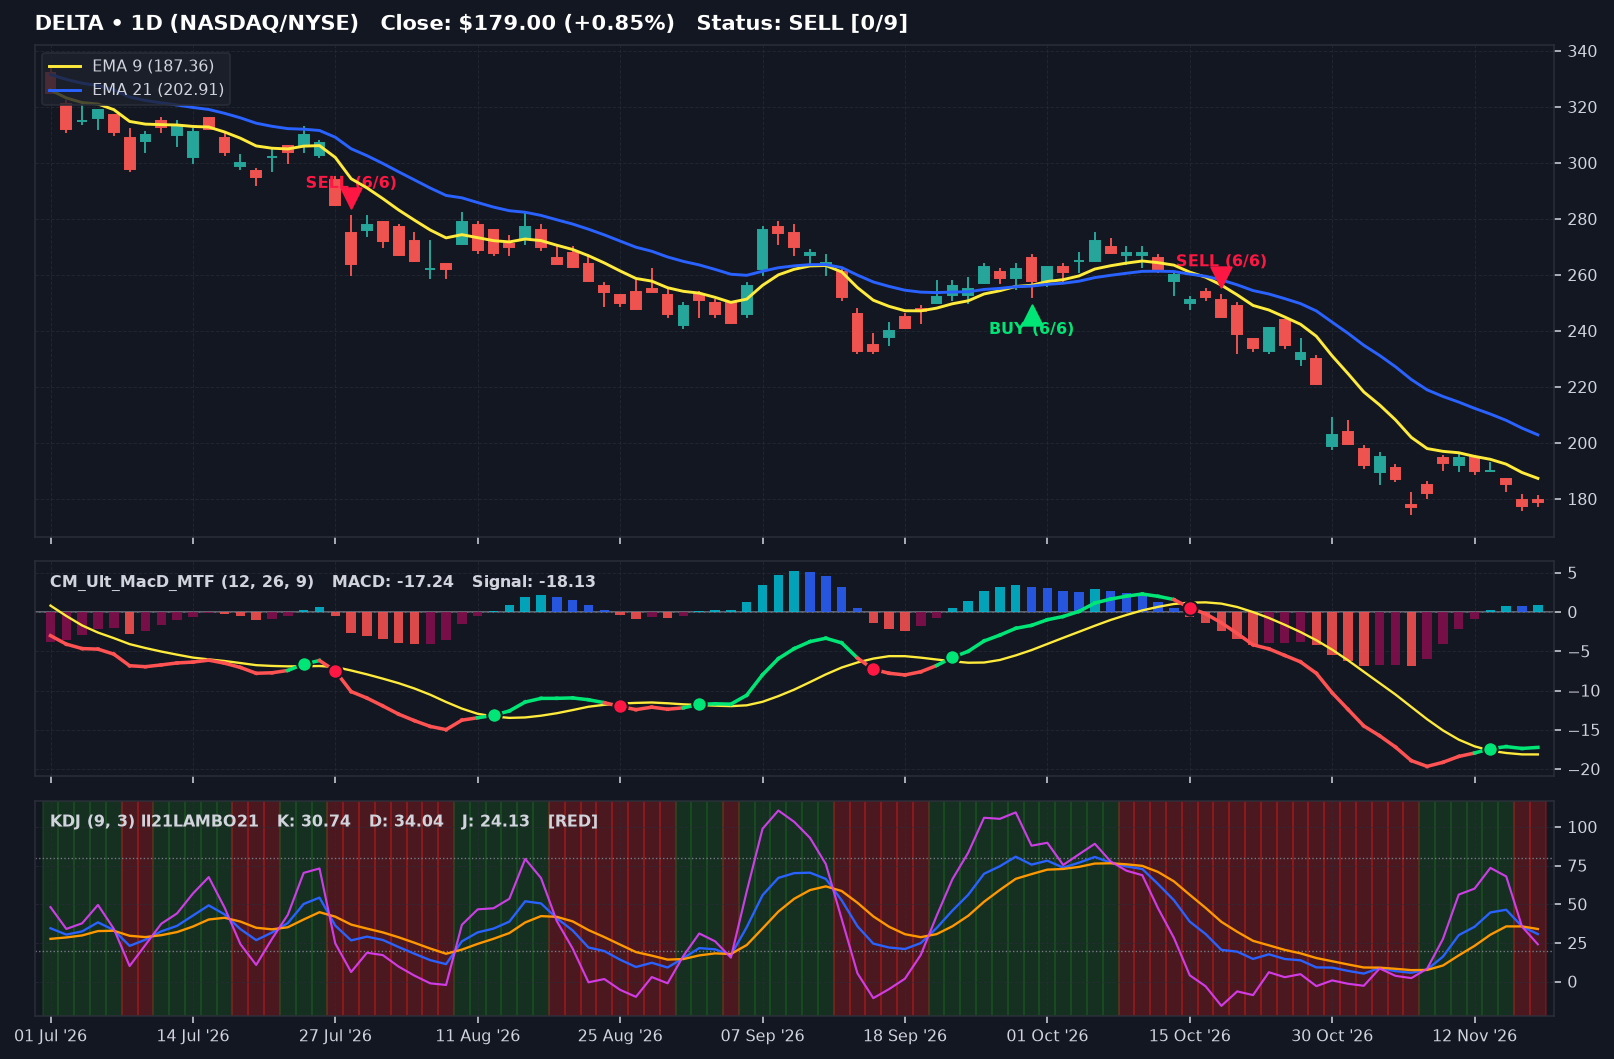 DELTA • 1D (NASDAQ/NYSE)   Close: $179.00 (+0.85%)   Status: SELL [0/9]
EMA 9 (187.36)
EMA 21 (202.91)
340
320
300
280
260
240
220
200
180
SELL (6/6)
BUY (6/6)
SELL (6/6)
CM_Ult_MacD_MTF (12, 26, 9)   MACD: -17.24   Signal: -18.13
5
0
−5
−10
−15
−20
KDJ (9, 3) II21LAMBO21   K: 30.74   D: 34.04   J: 24.13   [RED]
100
75
50
25
0
01 Jul '26   14 Jul '26   27 Jul '26   11 Aug '26   25 Aug '26   07 Sep '26   18 Sep '26   01 Oct '26   15 Oct '26   30 Oct '26   12 Nov '26